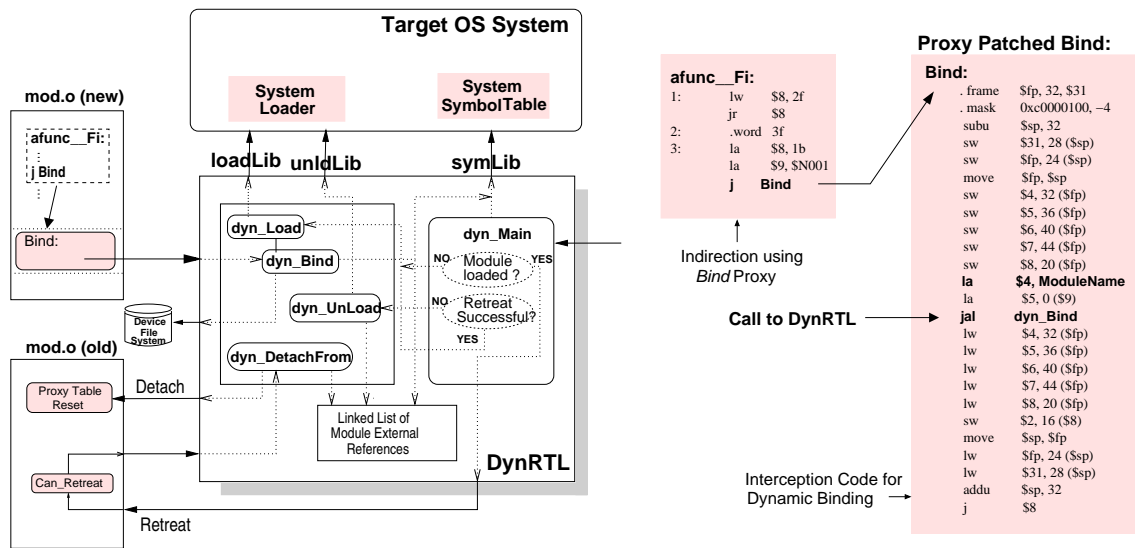 Target OS System
System
Loader
System
SymbolTable
loadLib
unldLib
symLib
mod.o (new)
afunc__Fi:
:
j Bind
:
Bind:
dyn_Load
dyn_Bind
dyn_UnLoad
dyn_DetachFrom
dyn_Main
NO
Module
loaded ?
YES
NO
Retreat
Successful?
YES
Device
File
System
mod.o (old)
Proxy Table
Reset
Detach
Linked List of
Module External
References
DynRTL
Can_Retreat
Retreat
afunc__Fi:
1: lw $8, 2f
jr $8
2: .word 3f
3: la $8, 1b
la $9, $N001
j Bind
Indirection using
Bind Proxy
Call to DynRTL
Interception Code for
Dynamic Binding
Proxy Patched Bind:
Bind:
. frame $fp, 32, $31
. mask 0xc0000100, −4
subu $sp, 32
sw $31, 28 ($sp)
sw $fp, 24 ($sp)
move $fp, $sp
sw $4, 32 ($fp)
sw $5, 36 ($fp)
sw $6, 40 ($fp)
sw $7, 44 ($fp)
sw $8, 20 ($fp)
la $4, ModuleName
la $5, 0 ($9)
jal dyn_Bind
lw $4, 32 ($fp)
lw $5, 36 ($fp)
lw $6, 40 ($fp)
lw $7, 44 ($fp)
lw $8, 20 ($fp)
sw $2, 16 ($8)
move $sp, $fp
lw $fp, 24 ($sp)
lw $31, 28 ($sp)
addu $sp, 32
j $8